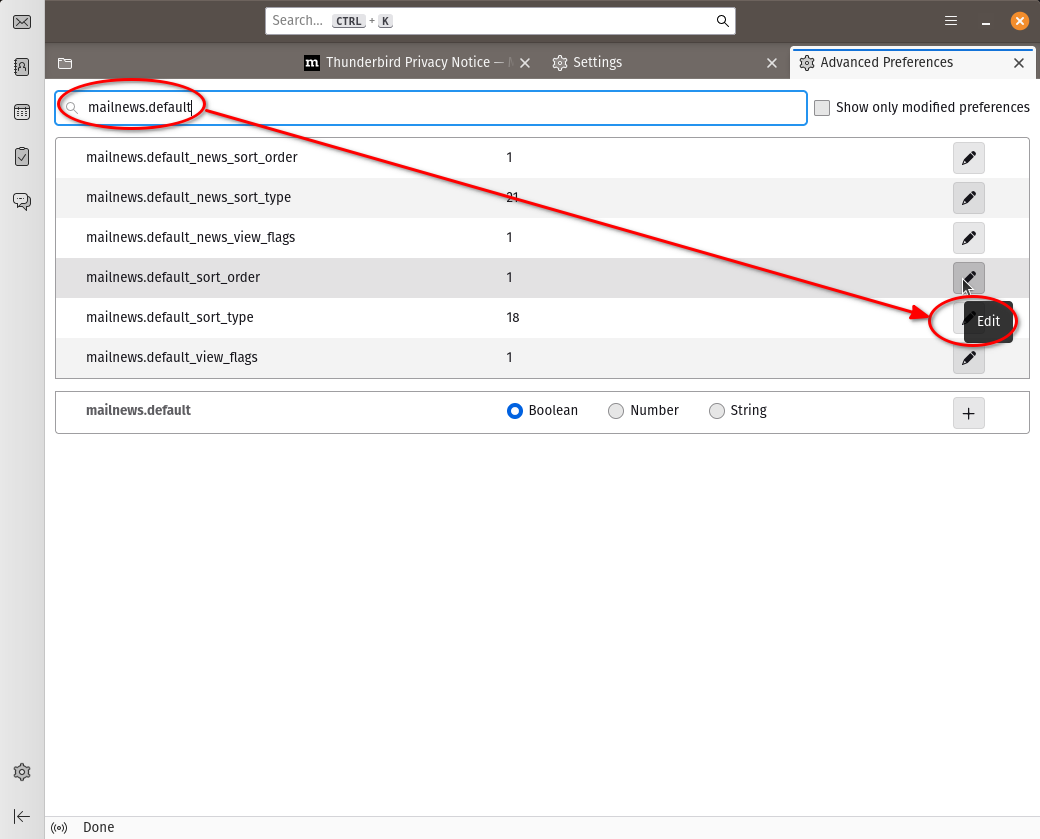 Search... CTRL + K
m Thunderbird Privacy Notice —
Settings
Advanced Preferences
mailnews.default
Show only modified preferences
mailnews.default_news_sort_order 1
mailnews.default_news_sort_type 21
mailnews.default_news_view_flags 1
mailnews.default_sort_order 1
mailnews.default_sort_type 18
Edit
mailnews.default_view_flags 1
mailnews.default Boolean Number String
Done